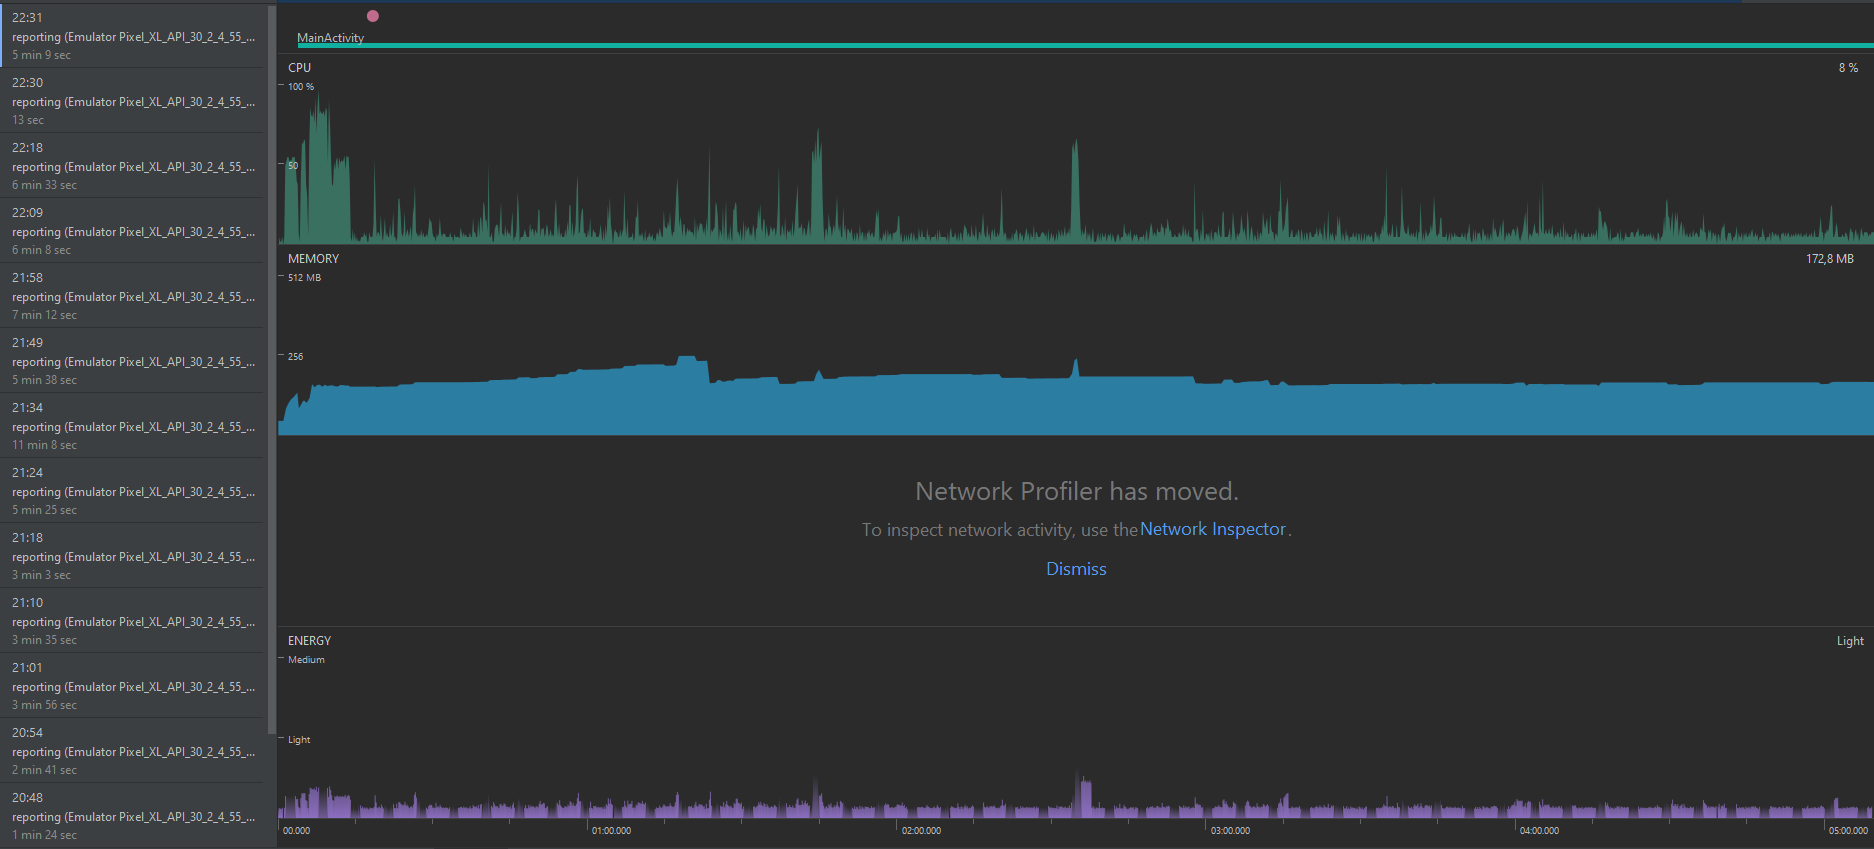 22:31
reporting (Emulator Pixel_XL_API_30_2_4_55_...
5 min 9 sec
22:30
reporting (Emulator Pixel_XL_API_30_2_4_55_...
13 sec
22:18
reporting (Emulator Pixel_XL_API_30_2_4_55_...
6 min 33 sec
22:09
reporting (Emulator Pixel_XL_API_30_2_4_55_...
6 min 8 sec
21:58
reporting (Emulator Pixel_XL_API_30_2_4_55_...
7 min 12 sec
21:49
reporting (Emulator Pixel_XL_API_30_2_4_55_...
5 min 38 sec
21:34
reporting (Emulator Pixel_XL_API_30_2_4_55_...
11 min 8 sec
21:24
reporting (Emulator Pixel_XL_API_30_2_4_55_...
5 min 25 sec
21:18
reporting (Emulator Pixel_XL_API_30_2_4_55_...
3 min 3 sec
21:10
reporting (Emulator Pixel_XL_API_30_2_4_55_...
3 min 35 sec
21:01
reporting (Emulator Pixel_XL_API_30_2_4_55_...
3 min 56 sec
20:54
reporting (Emulator Pixel_XL_API_30_2_4_55_...
2 min 41 sec
20:48
reporting (Emulator Pixel_XL_API_30_2_4_55_...
1 min 24 sec
MainActivity
CPU 8 %
100 %
50
MEMORY 172,8 MB
512 MB
256
Network Profiler has moved.
To inspect network activity, use the Network Inspector.
Dismiss
ENERGY Light
Medium
Light
00.000 01:00.000 02:00.000 03:00.000 04:00.000 05:00.000